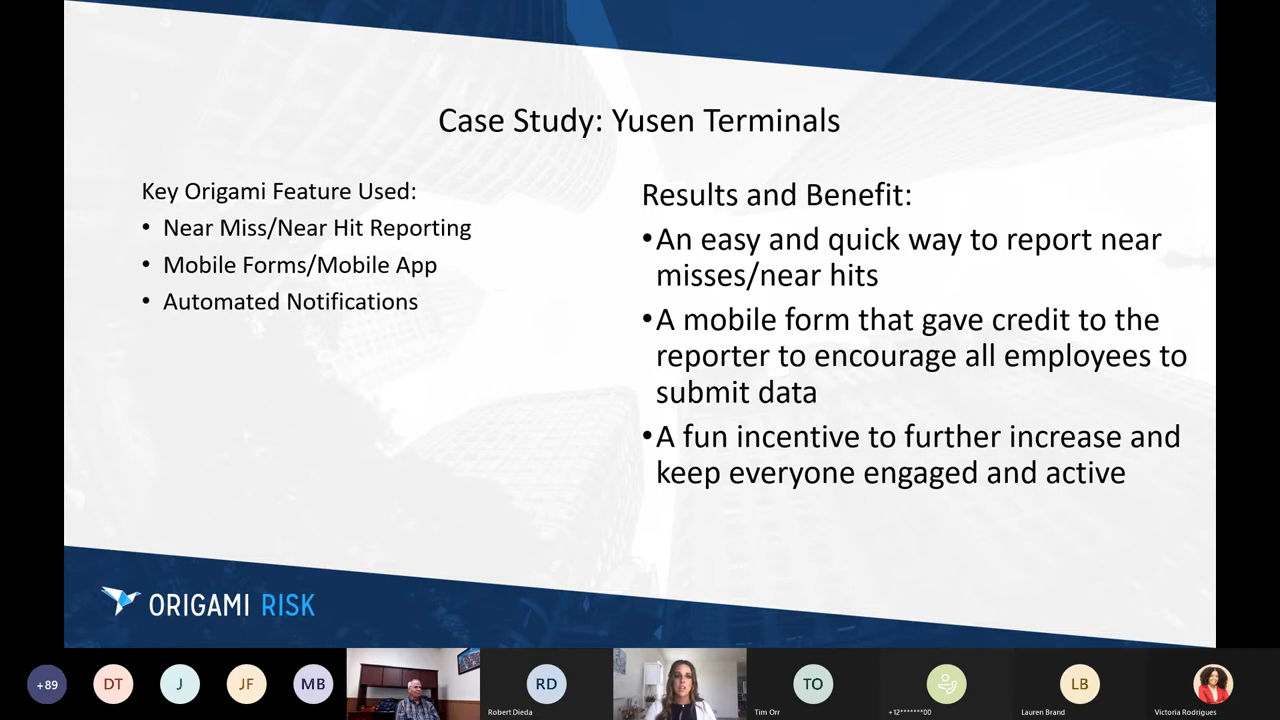 Case Study: Yusen Terminals
Key Origami Feature Used:
• Near Miss/Near Hit Reporting
• Mobile Forms/Mobile App
• Automated Notifications
Results and Benefit:
•An easy and quick way to report near
misses/near hits
•A mobile form that gave credit to the
reporter to encourage all employees to
submit data
•A fun incentive to further increase and
keep everyone engaged and active
ORIGAMI RISK
+89
DT
J
JF
MB
RD
Robert Dieda
TO
Tim Orr
+12*******00
LB
Lauren Brand
Victoria Rodrigues